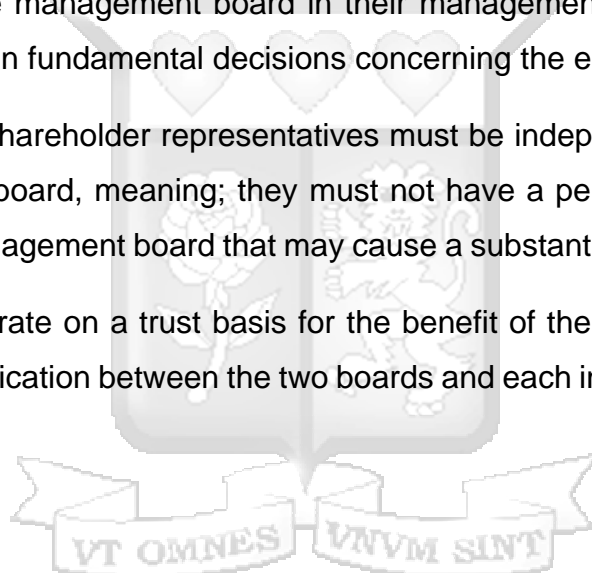 management board in their management
n fundamental decisions concerning the e
hareholder representatives must be indep
board, meaning; they must not have a pe
agement board that may cause a substant
rate on a trust basis for the benefit of the
ication between the two boards and each i
VT OMNES VNVM SINT